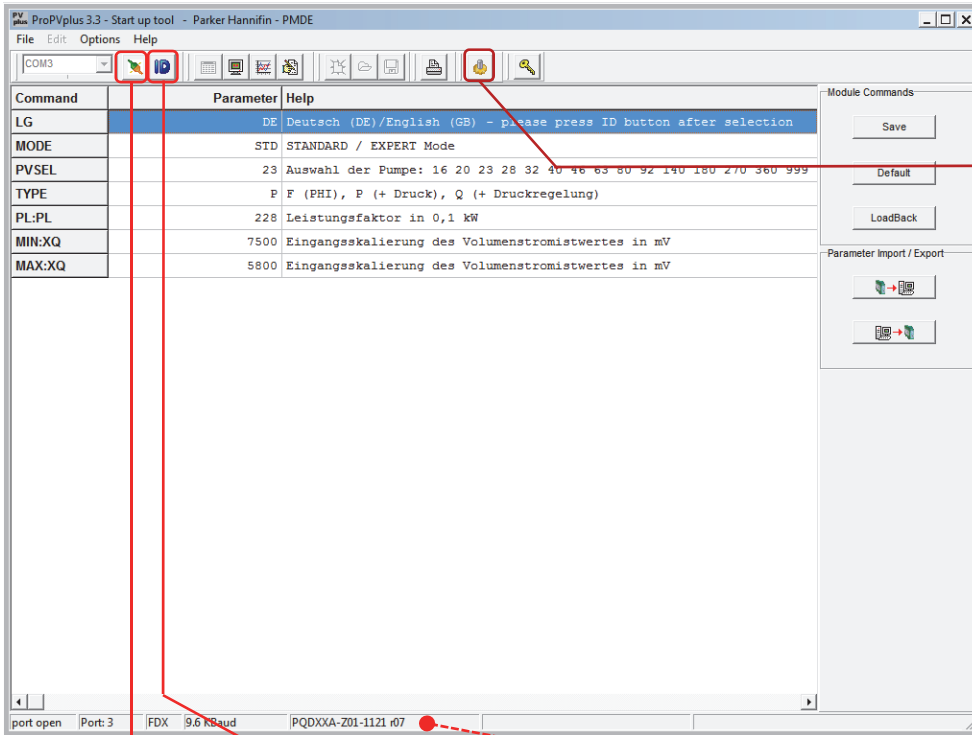 PV plus ProPVplus 3.3 - Start up tool - Parker Hannifin - PMDE
File Edit Options Help
COM3 ID
Command Parameter Help
LG DE Deutsch (DE)/English (GB) - please press ID button after selection
MODE STD STANDARD / EXPERT Mode
PVSEL 23 Auswahl der Pumpe: 16 20 23 28 32 40 46 63 80 92 140 180 270 360 999
TYPE P F (PHI), P (+ Druck), Q (+ Druckregelung)
PL:PL 228 Leistungsfaktor in 0,1 kW
MIN:XQ 7500 Eingangsskalierung des Volumenstromistwertes in mV
MAX:XQ 5800 Eingangsskalierung des Volumenstromistwertes in mV
Module Commands
Save
Default
LoadBack
Parameter Import / Export
port open Port: 3 FDX 9.6 KBaud PQDXXA-Z01-1121 r07